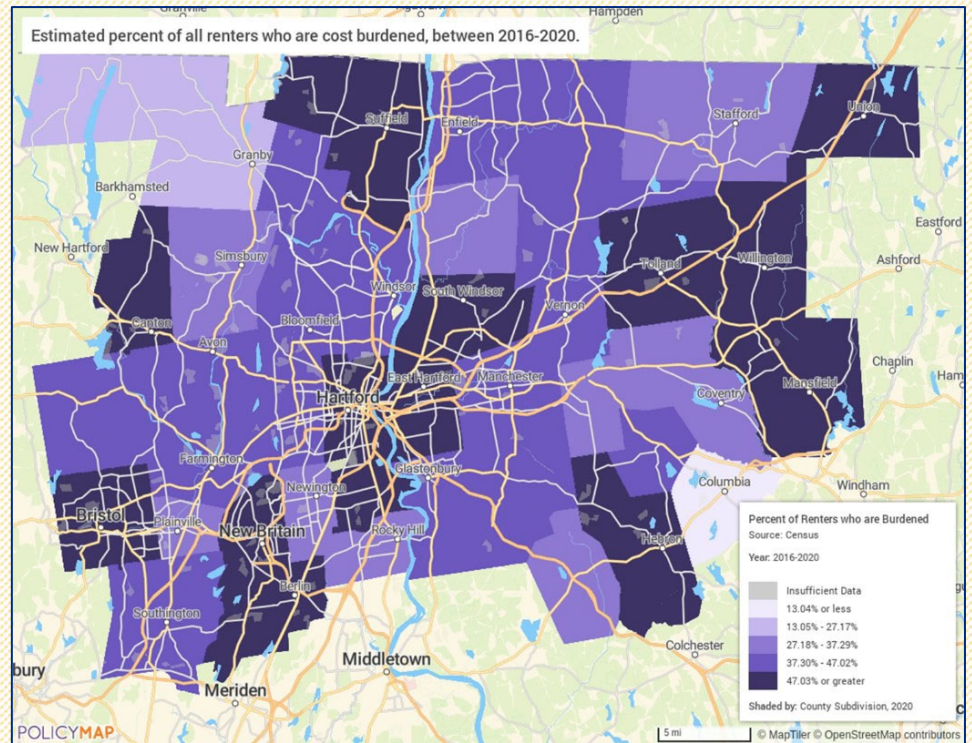 Granville
Hampden
Estimated percent of all renters who are cost burdened, between 2016-2020.
Suffield
Enfield
Stafford
Union
Granby
Barkhamsted
Eastford
New Hartford
Simsbury
Tolland
Willington
Ashford
Windsor
South Windsor
Vernon
Canton
Bloomfield
Avon
Chaplin
East Hartford
Manchester
Mansfield
Hartford
Coventry
Farmington
Glastonbury
Columbia
Windham
Newington
Bristol
Plainville
New Britain
Rocky Hill
Hebron
Berlin
Southington
Colchester
Middletown
bury
Meriden
Percent of Renters who are Burdened
Source: Census
Year: 2016-2020
Insufficient Data
13.04% or less
13.05% - 27.17%
27.18% - 37.29%
37.30% - 47.02%
47.03% or greater
Shaded by: County Subdivision, 2020
POLICYMAP
5 mi
© MapTiler © OpenStreetMap contributors